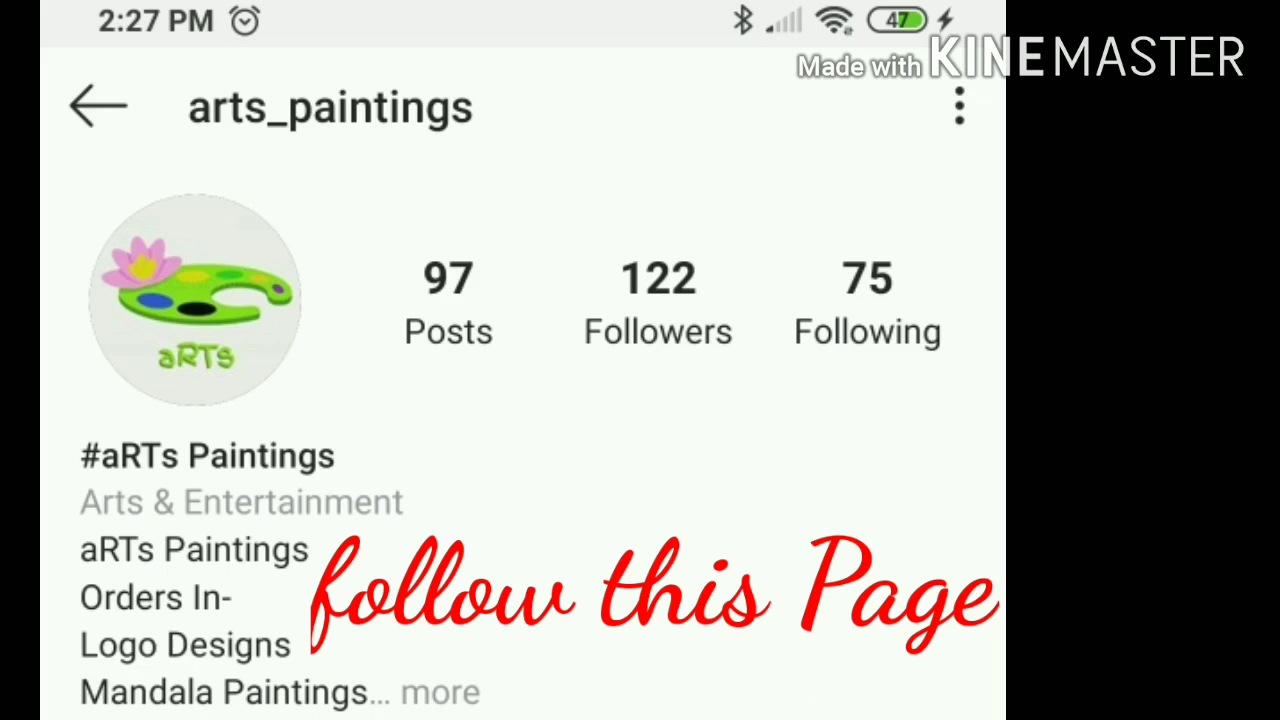 2:27 PM 47
Made with KINEMASTER
arts_paintings
97 122 75
Posts Followers Following
aRTs
#aRTs Paintings
Arts & Entertainment
aRTs Paintings
follow this Page
Orders In-
Logo Designs
Mandala Paintings... more